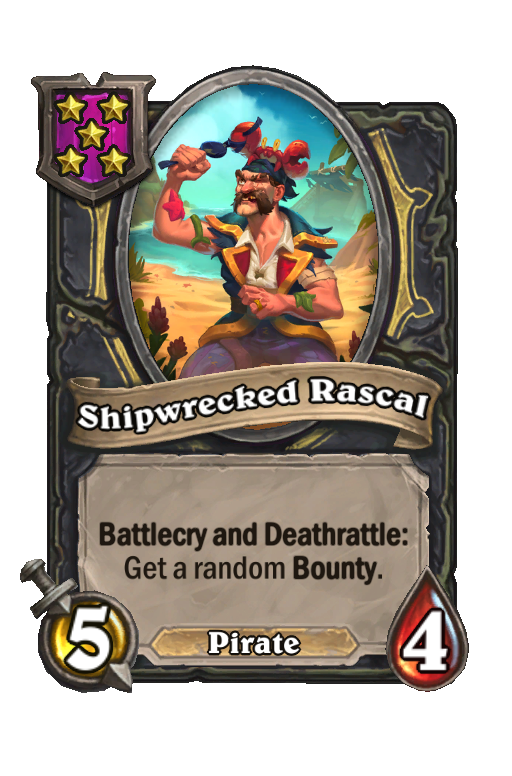 Shipwrecked Rascal
Battlecry and Deathrattle:
Get a random Bounty.
5
Pirate
4